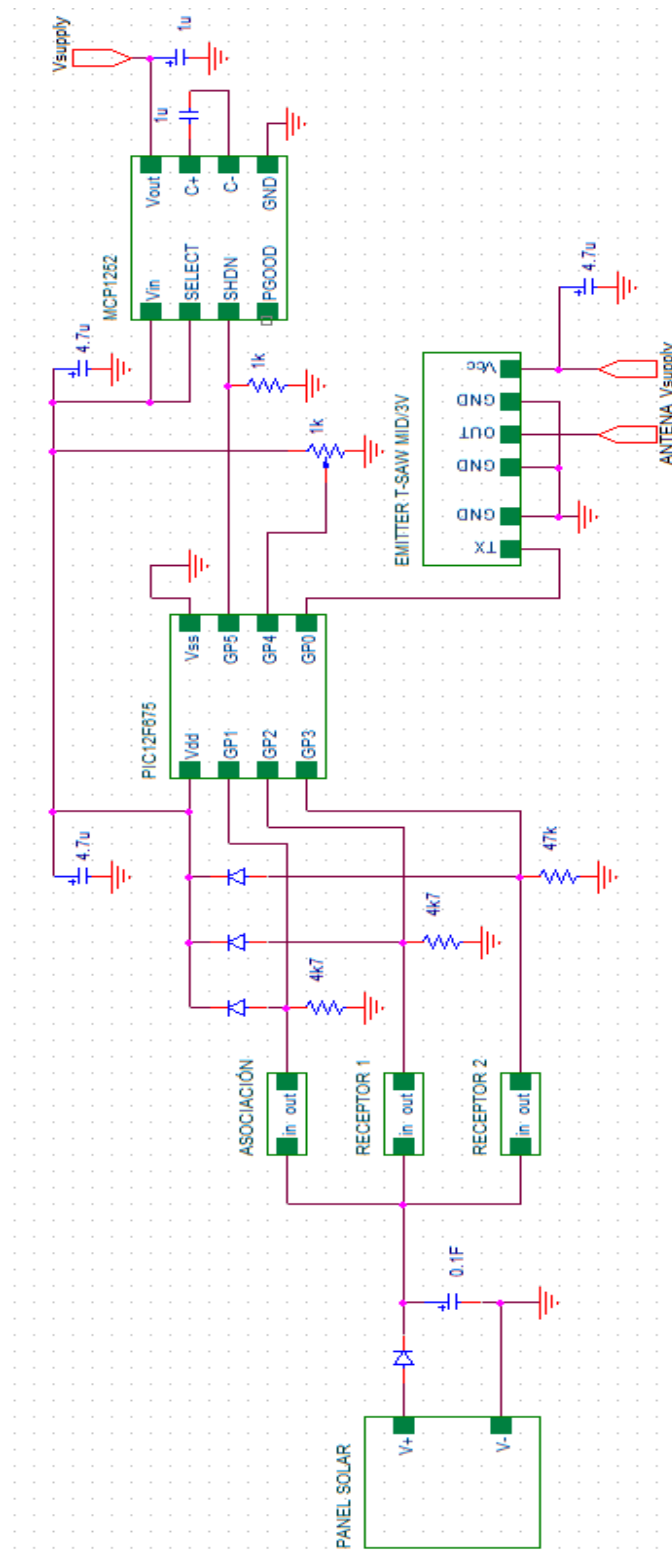 PANEL SOLAR
V+
V-
0.1F
ASOCIACIÓN
in out
RECEPTOR 1
in out
RECEPTOR 2
in out
4k7
4k7
47k
4.7u
PIC12F675
Vdd
GP1
GP2
GP3
Vss
GP5
GP4
GP0
1k
1k
4.7u
MCP1252
Vin
SELECT
SHDN
PGOOD
Vout
C+
C-
GND
1u
1u
Vsupply
EMITTER T-SAW MID/3V
TX
GND
GND
OUT
GND
Vcc
4.7u
ANTENA Vsupply